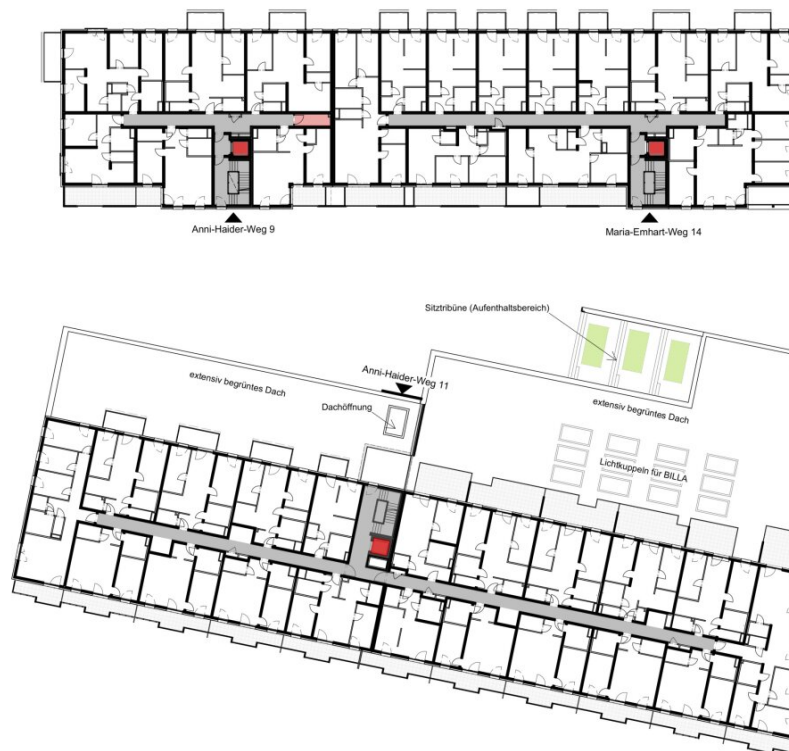 Anni-Haider-Weg 9
Maria-Emhart-Weg 14
Sitztribüne (Aufenthaltsbereich)
Anni-Haider-Weg 11
extensiv begrüntes Dach
Dachöffnung
extensiv begrüntes Dach
Lichtkuppeln für BILLA